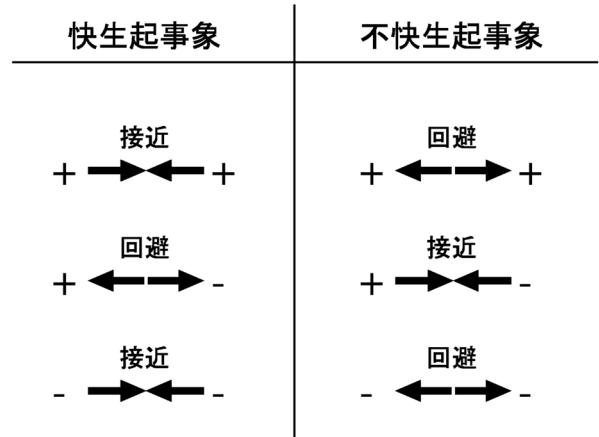 快生起事象 不快生起事象
接近 回避
+ + + +
回避 接近
+ - + -
接近 回避
- - - -